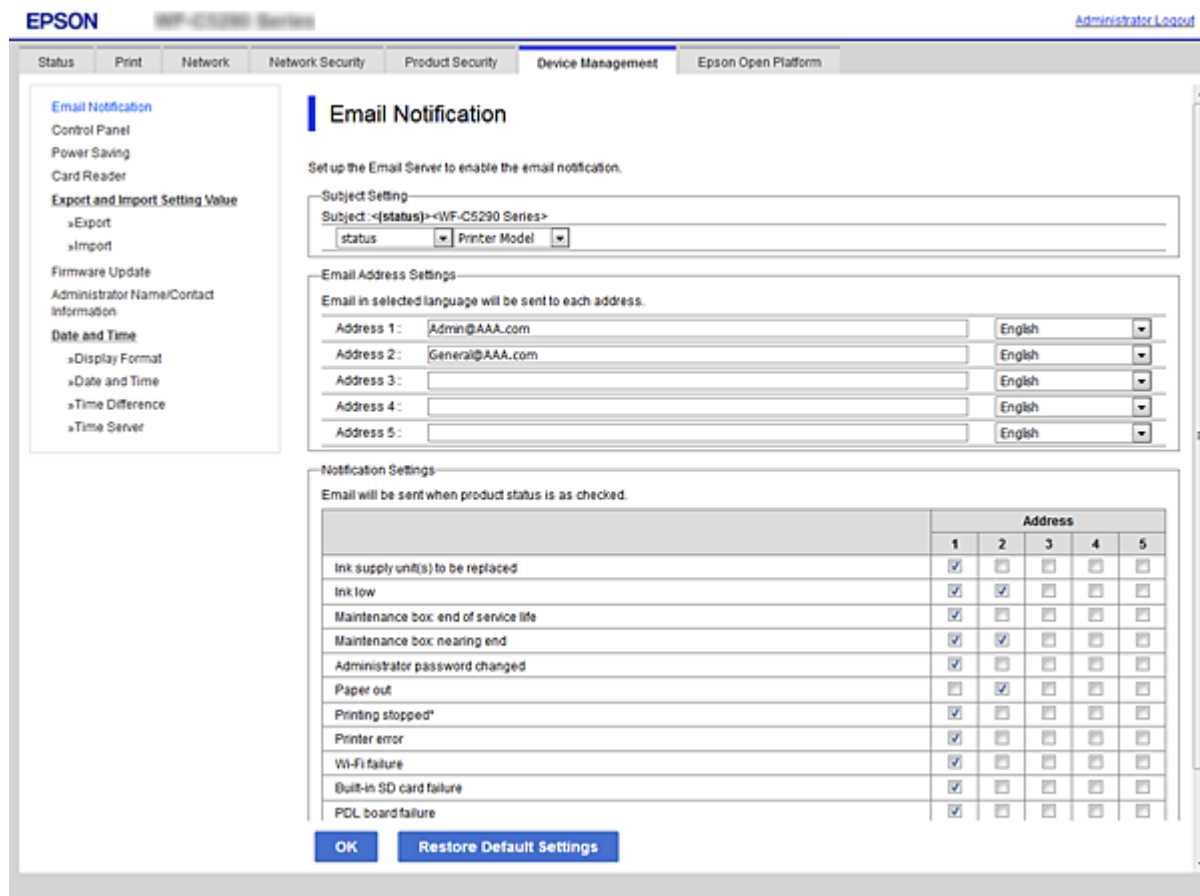 EPSON
Administrator Logout
Status Print Network Network Security Product Security Device Management Epson Open Platform
Email Notification
Control Panel
Power Saving
Card Reader
Export and Import Setting Value
»Export
»Import
Firmware Update
Administrator Name/Contact
Information
Date and Time
»Display Format
»Date and Time
»Time Difference
»Time Server
Email Notification
Set up the Email Server to enable the email notification.
Subject Setting
Subject :<(status)><WF-C5290 Series>
status Printer Model
Email Address Settings
Email in selected language will be sent to each address.
Address 1 : Admin@AAA.com English
Address 2 : General@AAA.com English
Address 3 : English
Address 4 : English
Address 5 : English
Notification Settings
Email will be sent when product status is as checked.
Address
1 2 3 4 5
Ink supply unit(s) to be replaced
Ink low
Maintenance box: end of service life
Maintenance box: nearing end
Administrator password changed
Paper out
Printing stopped*
Printer error
Wi-Fi failure
Built-in SD card failure
PDL board failure
OK Restore Default Settings